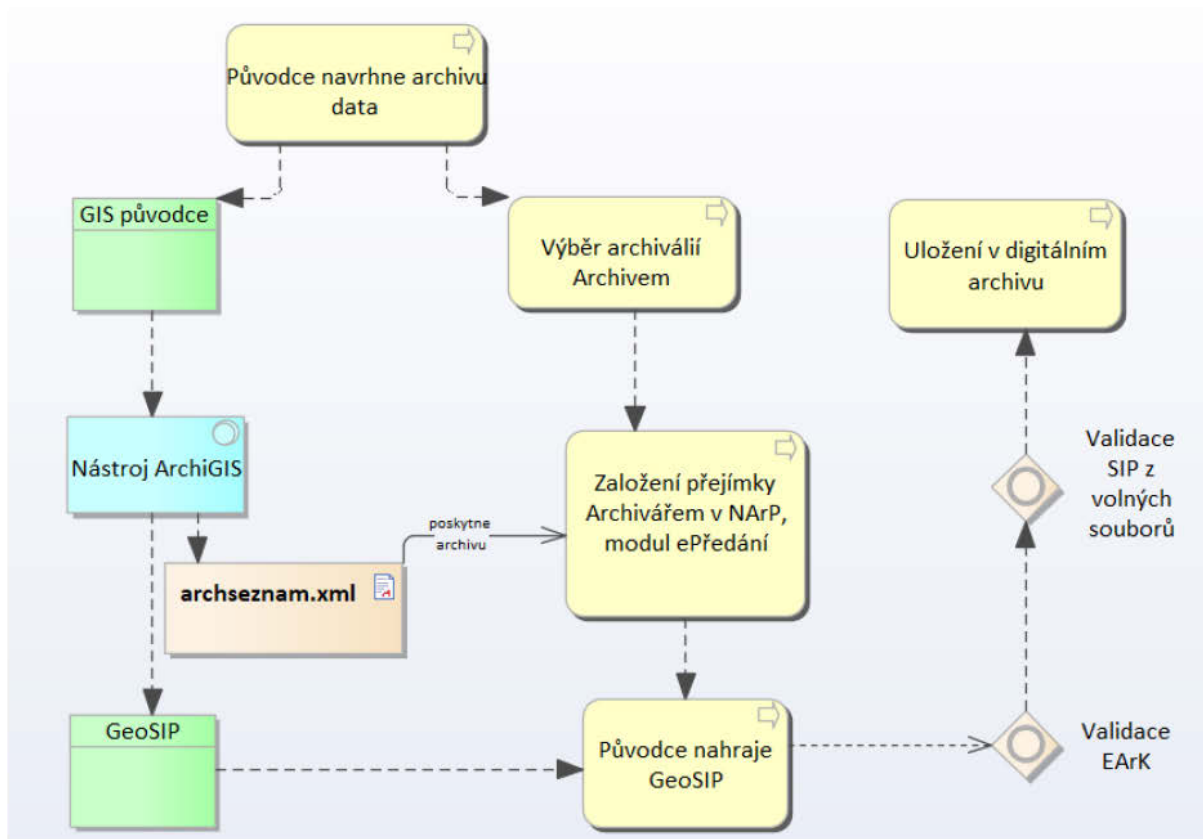 Původce navrhne archivu
data
GIS původce
Výběr archiválií
Archivem
Uložení v digitálním
archivu
Nástroj ArchiGIS
Založení přejímky
Archivářem v NArP,
modul ePředání
Validace
SIP z
volných
souborů
poskytne
archivu
archseznam.xml
GeoSIP
Původce nahraje
GeoSIP
Validace
EArK